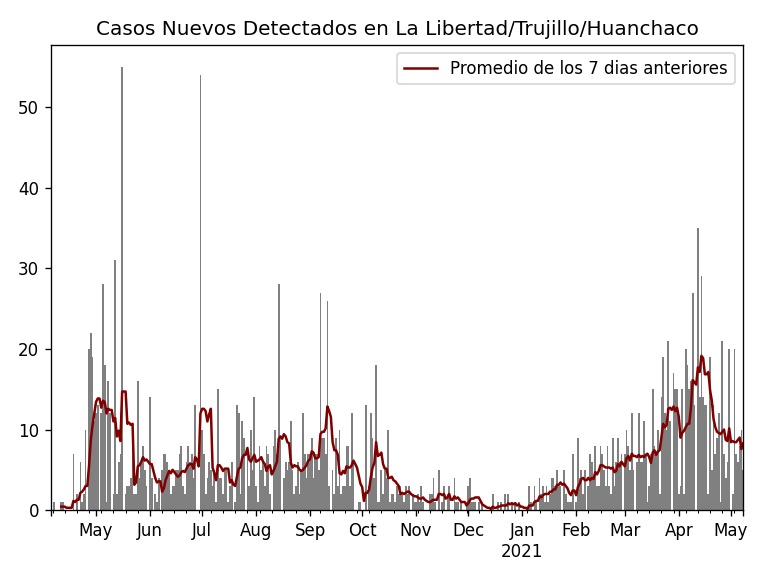 Casos Nuevos Detectados en La Libertad/Trujillo/Huanchaco
Promedio de los 7 dias anteriores
50
40
30
20
10
0
May Jun Jul Aug Sep Oct Nov Dec Jan Feb Mar Apr May
2021